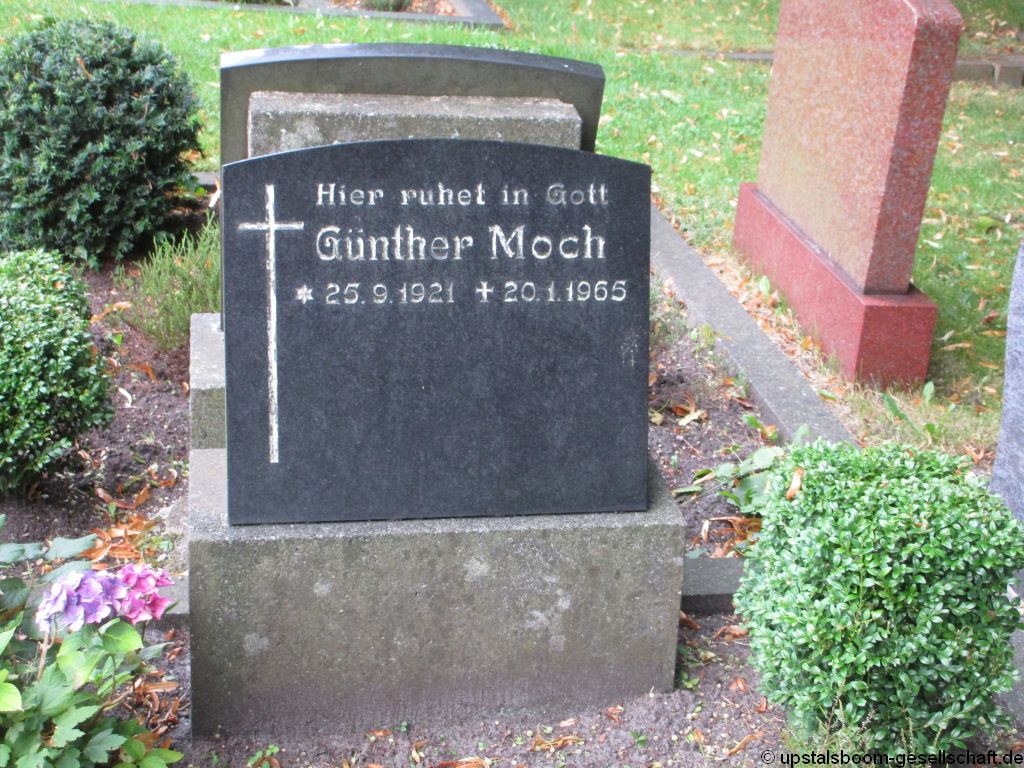 Hier ruhet in Gott
Günther Moch
* 25.9.1921 ✝ 20.1.1965
© upstalsboom-gesellschaft.de